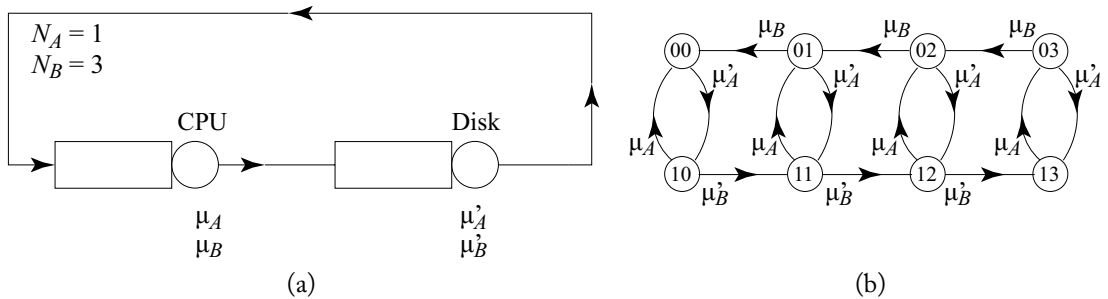 N_A = 1
N_B = 3
CPU
Disk
μ_A
μ_B
μ'_A
μ'_B
(a)
μ_B μ_B μ_B
00 01 02 03
μ'_A μ'_A μ'_A μ'_A
μ_A μ_A μ_A μ_A
10 11 12 13
μ'_B μ'_B μ'_B
(b)